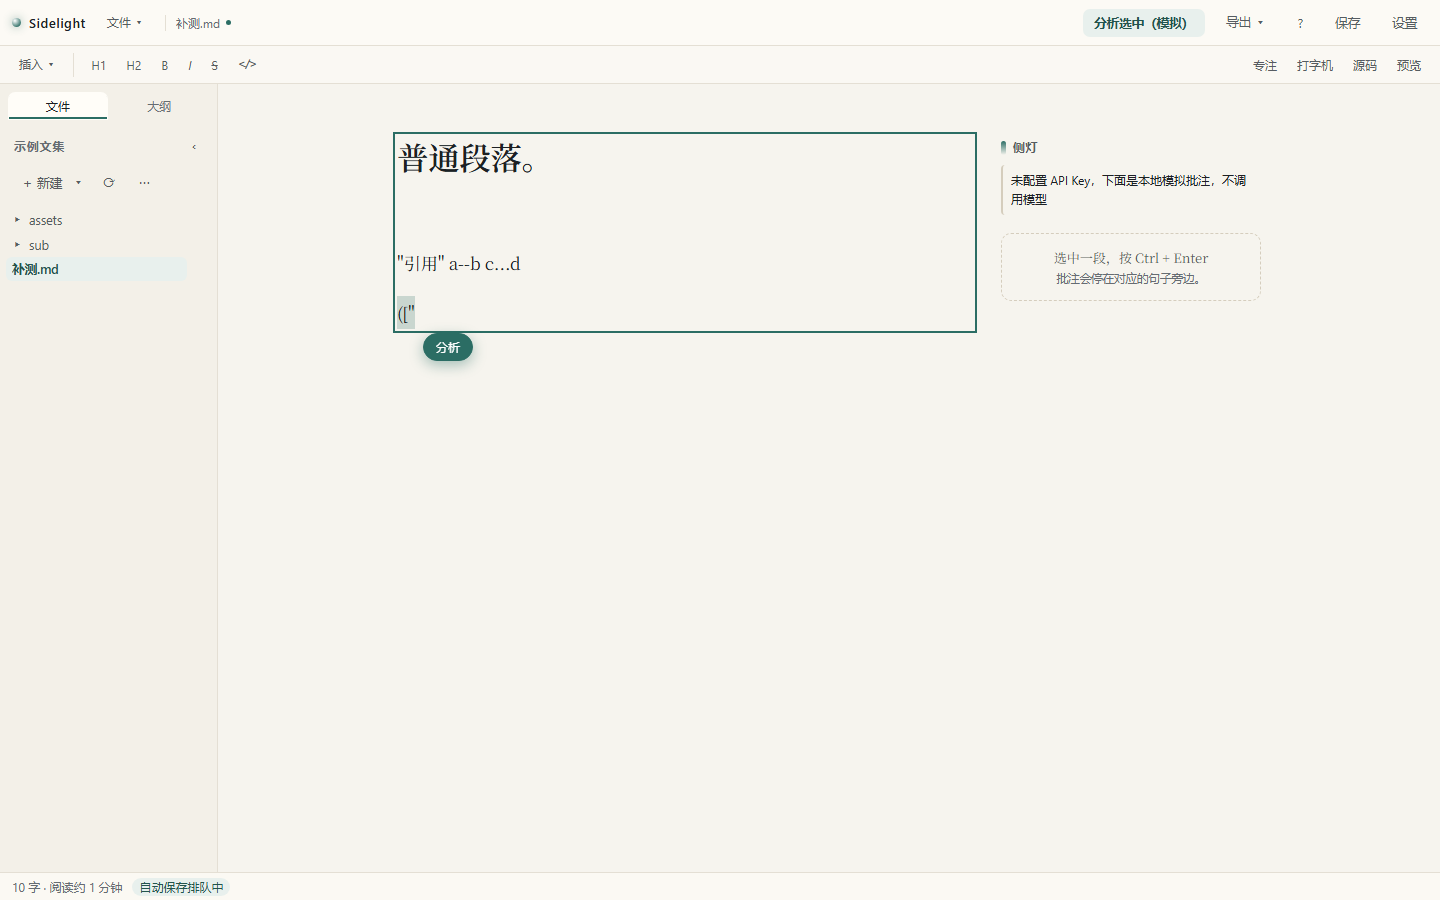 Sidelight 文件 补测.md 分析选中（模拟） 导出 ? 保存 设置
插入 H1 H2 B I S </> 专注 打字机 源码 预览
文件 大纲
示例文集
+ 新建 ···
assets
sub
补测.md
普通段落。
"引用" a--b c...d
(["
分析
侧灯
未配置 API Key，下面是本地模拟批注，不调
用模型
选中一段，按 Ctrl + Enter
批注会停在对应的句子旁边。
10 字 · 阅读约 1 分钟 自动保存排队中